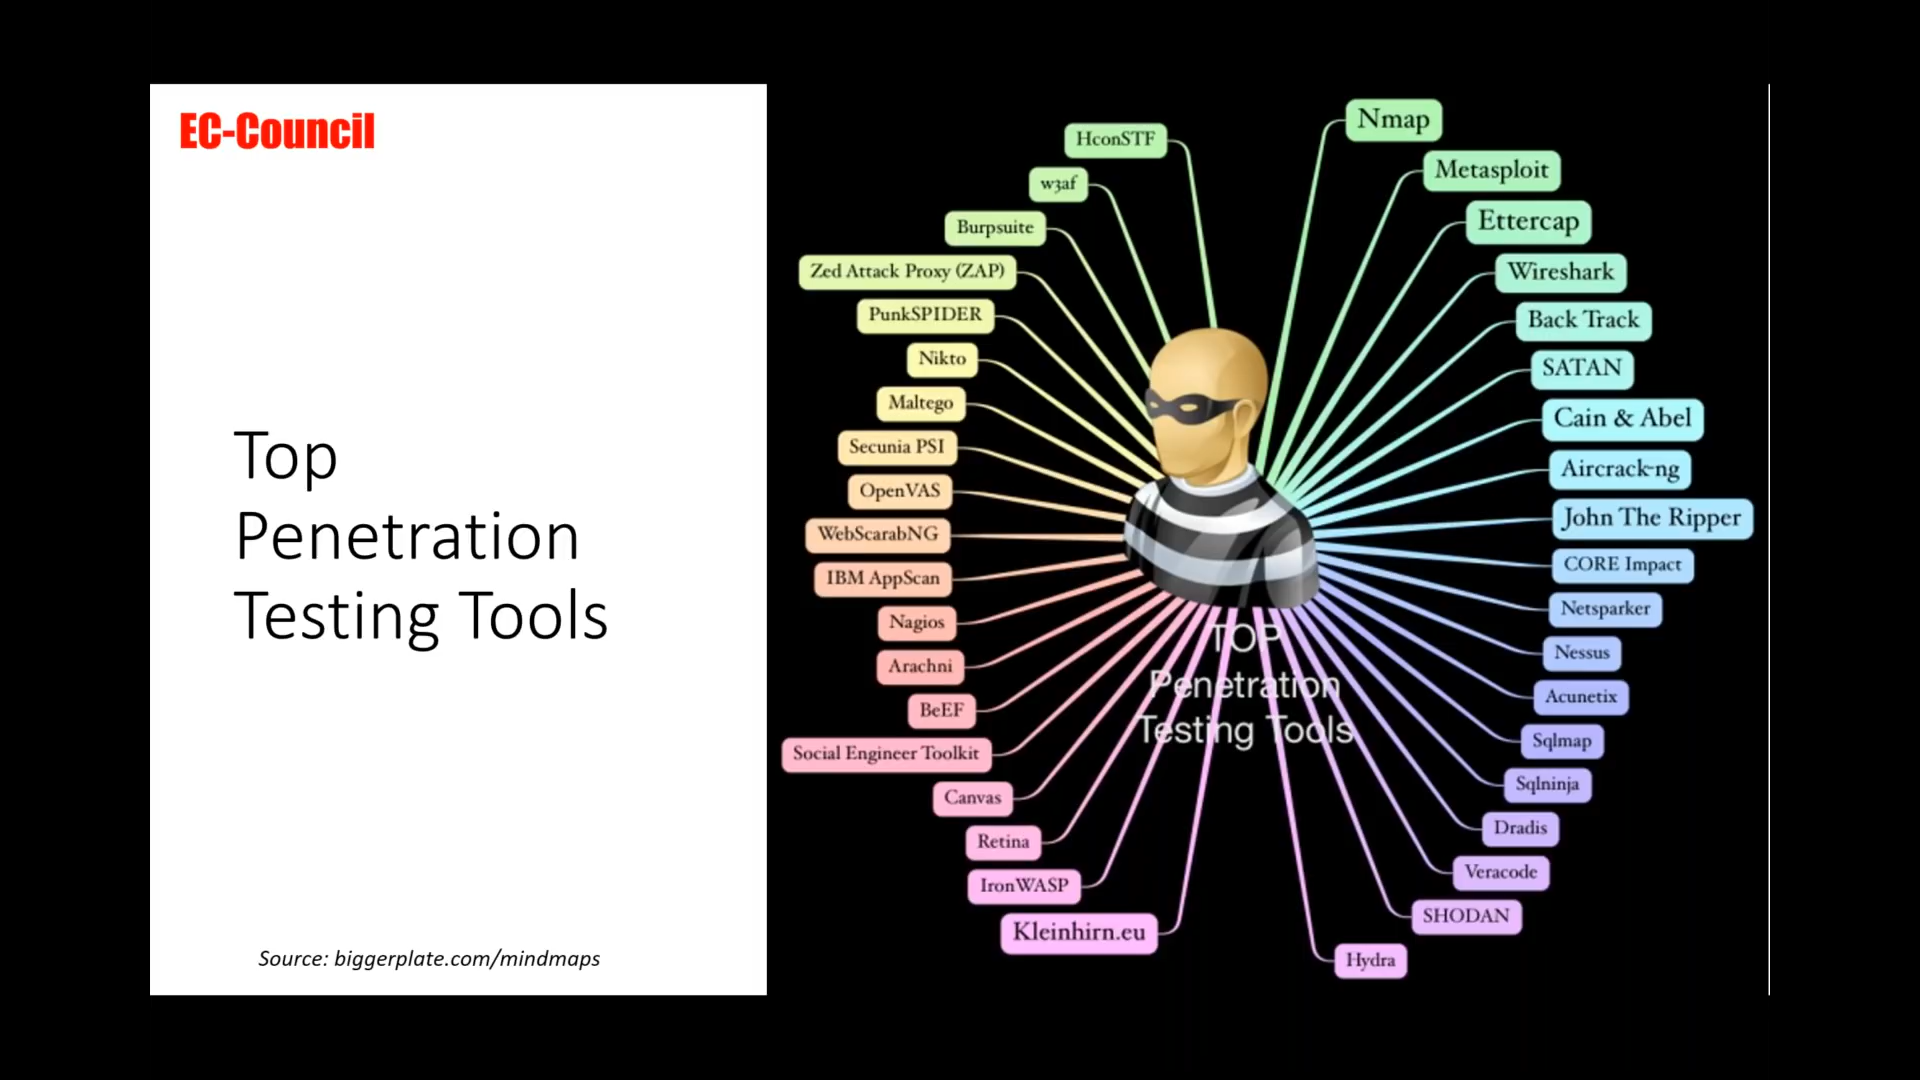 EC-Council
Top
Penetration
Testing Tools
Source: biggerplate.com/mindmaps
HconSTF
w3af
Burpsuite
Zed Attack Proxy (ZAP)
PunkSPIDER
Nikto
Maltego
Secunia PSI
OpenVAS
WebScarabNG
IBM AppScan
Nagios
Arachni
BeEF
Social Engineer Toolkit
Canvas
Retina
IronWASP
Kleinhirn.eu
TOP
Penetration
Testing Tools
Nmap
Metasploit
Ettercap
Wireshark
Back Track
SATAN
Cain & Abel
Aircrack-ng
John The Ripper
CORE Impact
Netsparker
Nessus
Acunetix
Sqlmap
Sqlninja
Dradis
Veracode
SHODAN
Hydra